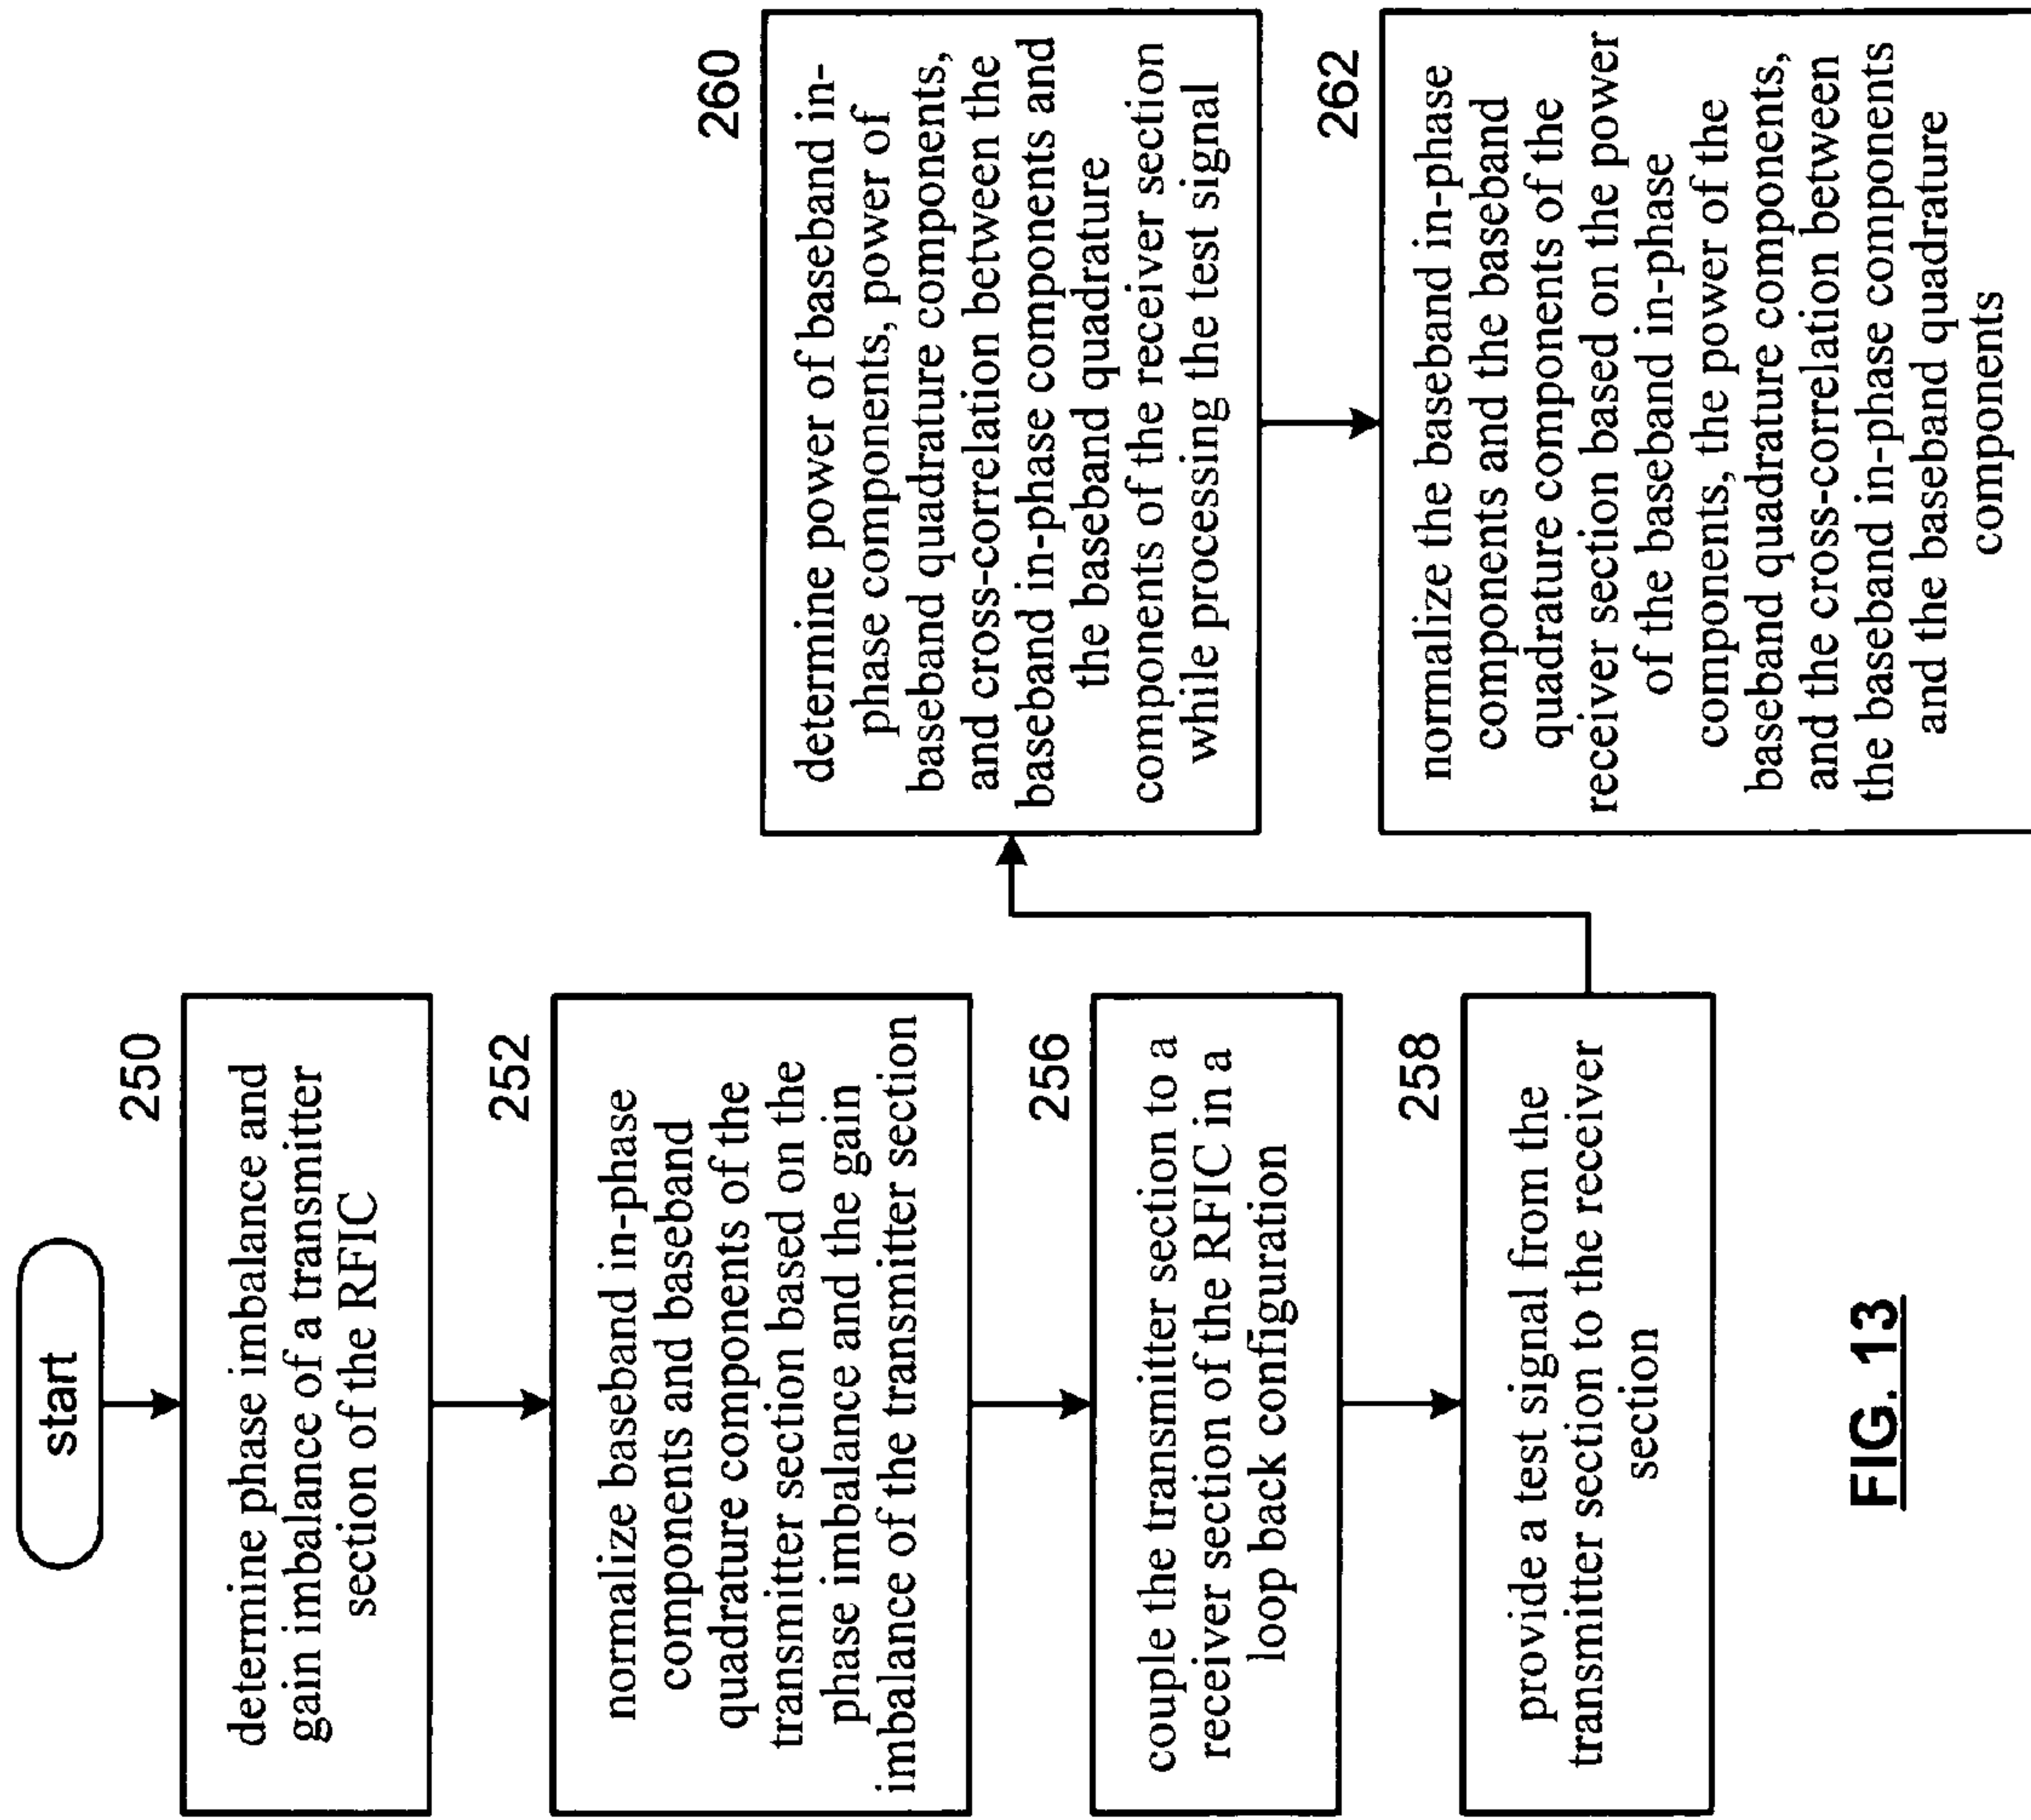 start
250
determine phase imbalance and
gain imbalance of a transmitter
section of the RFIC
252
normalize baseband in-phase
components and baseband
quadrature components of the
transmitter section based on the
phase imbalance and the gain
imbalance of the transmitter section
256
couple the transmitter section to a
receiver section of the RFIC in a
loop back configuration
258
provide a test signal from the
transmitter section to the receiver
section
260
determine power of baseband in-
phase components, power of
baseband quadrature components,
and cross-correlation between the
baseband in-phase components and
the baseband quadrature
components of the receiver section
while processing the test signal
262
normalize the baseband in-phase
components and the baseband
quadrature components of the
receiver section based on the power
of the baseband in-phase
components, the power of the
baseband quadrature components,
and the cross-correlation between
the baseband in-phase components
and the baseband quadrature
components
FIG. 13